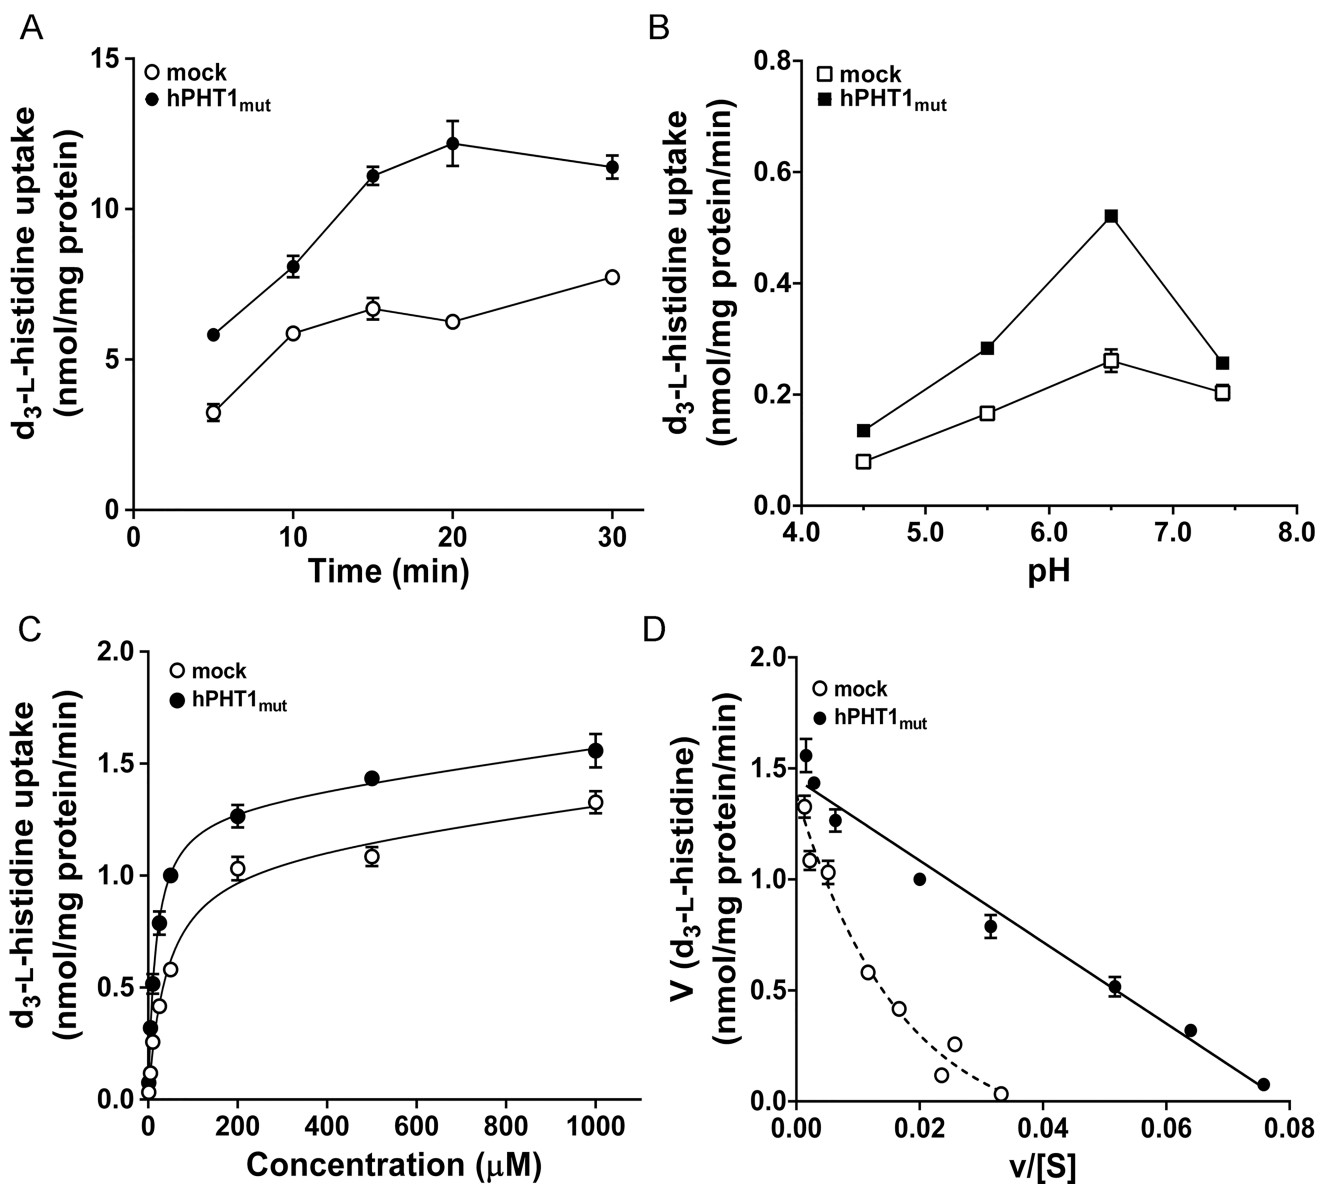 A
d3-L-histidine uptake
(nmol/mg protein)
15
10
5
0
mock
hPHT1mut
0 10 20 30
Time (min)
B
d3-L-histidine uptake
(nmol/mg protein/min)
0.8
0.6
0.4
0.2
0.0
mock
hPHT1mut
4.0 5.0 6.0 7.0 8.0
pH
C
d3-L-histidine uptake
(nmol/mg protein/min)
2.0
1.5
1.0
0.5
0.0
mock
hPHT1mut
0 200 400 600 800 1000
Concentration (μM)
D
V (d3-L-histidine)
(nmol/mg protein/min)
2.0
1.5
1.0
0.5
0.0
mock
hPHT1mut
0.00 0.02 0.04 0.06 0.08
v/[S]